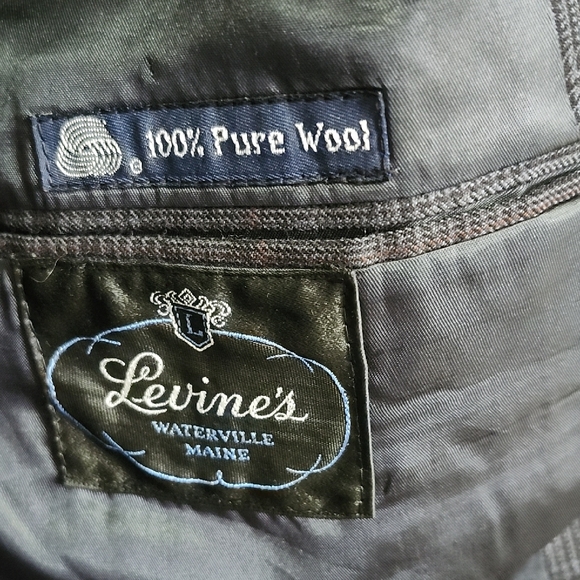 100% Pure Wool
L
Levine's
WATERVILLE
MAINE